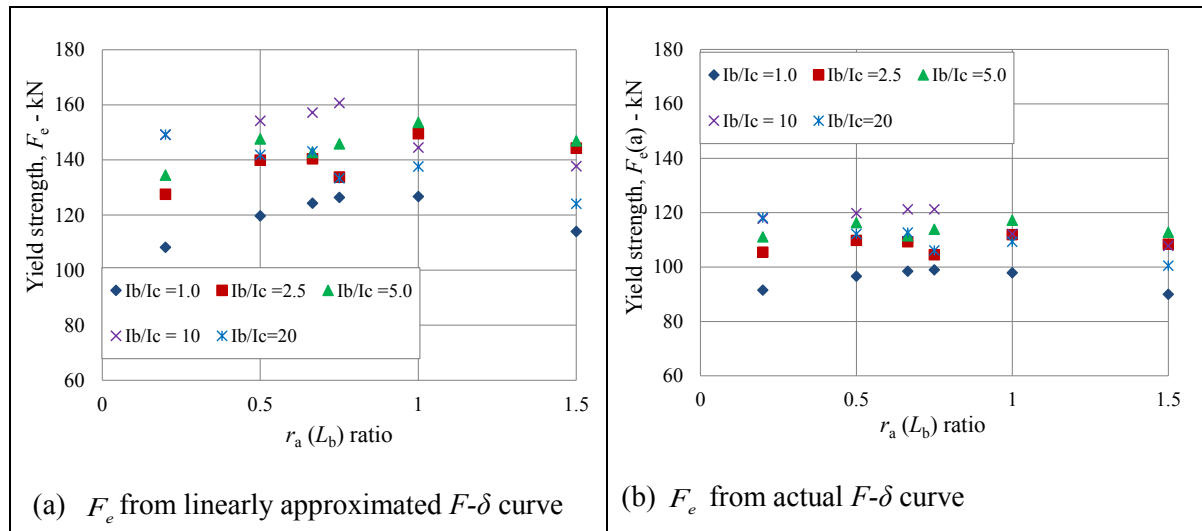 180
160
140
120
100
80
60
Yield strength, Fe - kN
Ib/Ic =1.0 Ib/Ic =2.5 Ib/Ic =5.0
Ib/Ic = 10 Ib/Ic=20
0 0.5 1 1.5
ra (Lb) ratio
(a) Fe from linearly approximated F-δ curve
180
160
140
120
100
80
60
Yield strength, Fe(a) - kN
Ib/Ic =1.0 Ib/Ic =2.5 Ib/Ic =5.0
Ib/Ic = 10 Ib/Ic=20
0 0.5 1 1.5
ra (Lb) ratio
(b) Fe from actual F-δ curve